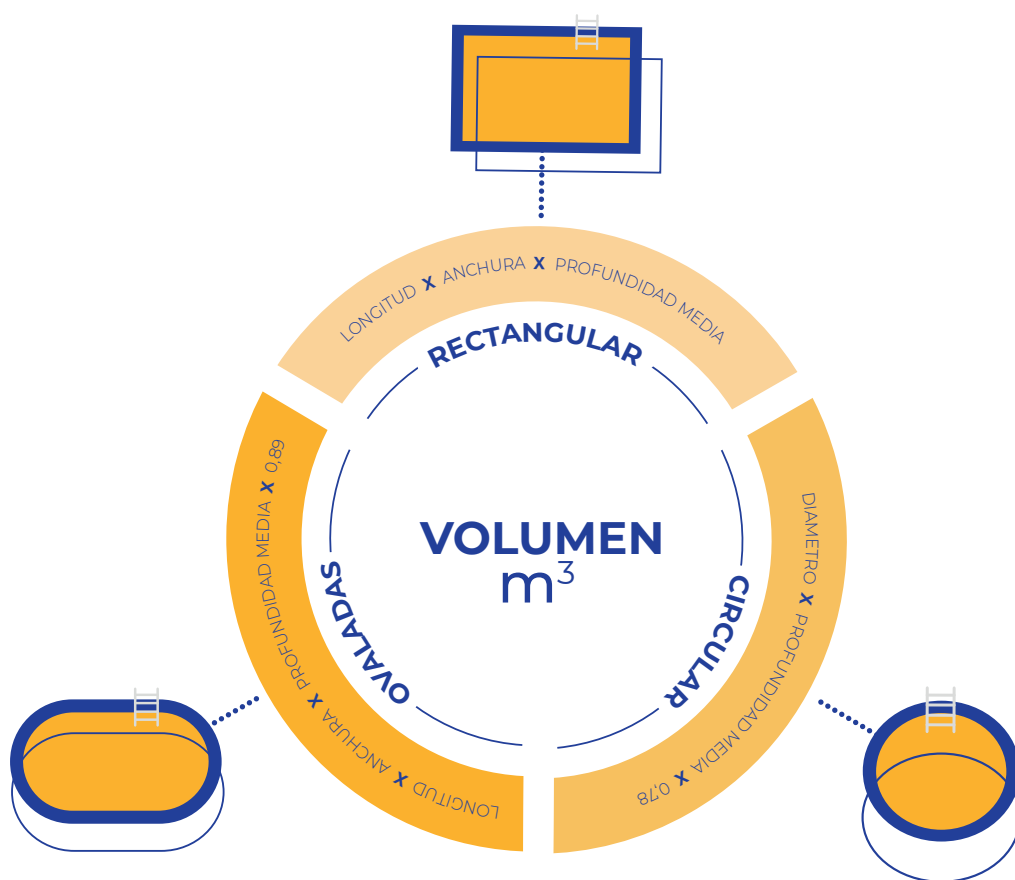 LONGITUD x ANCHURA x PROFUNDIDAD MEDIA
RECTANGULAR
LONGITUD x ANCHURA x PROFUNDIDAD MEDIA x 0,89
OVALADAS
VOLUMEN
m³
CIRCULAR
DIAMETRO x PROFUNDIDAD MEDIA x 0,78